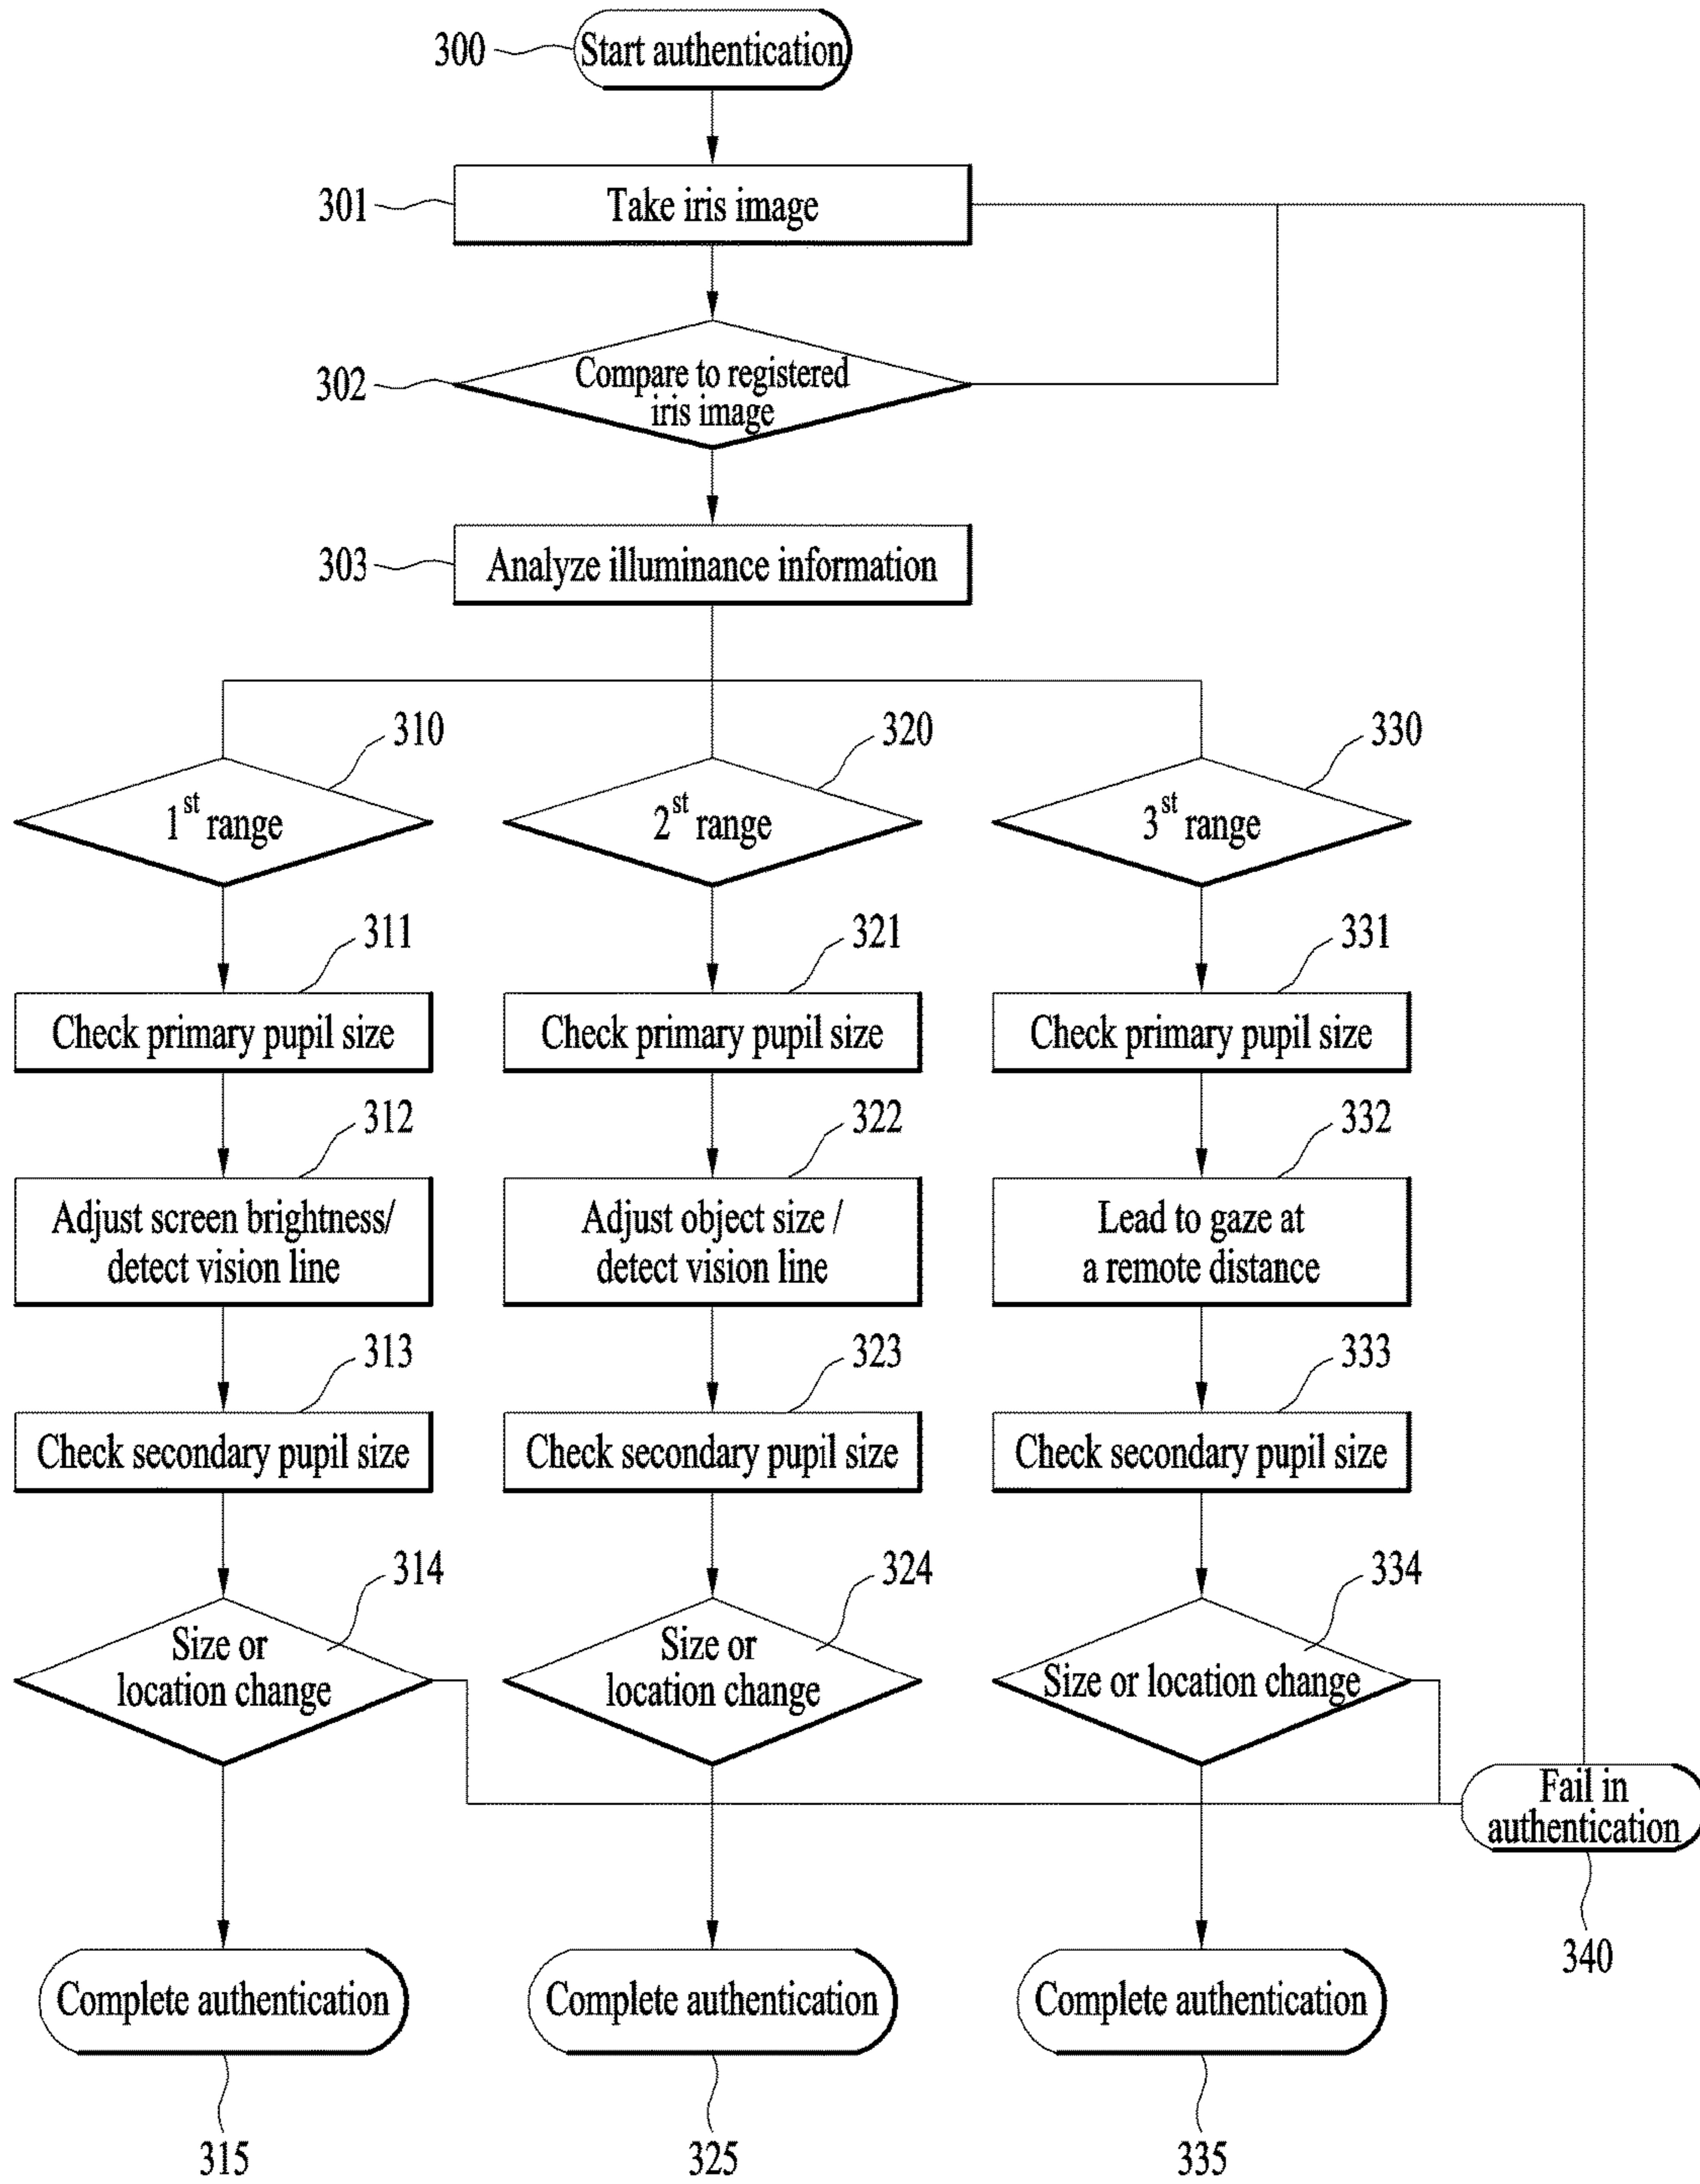 300
Start authentication
301
Take iris image
302
Compare to registered
iris image
303
Analyze illuminance information
310
320
330
1st range
2st range
3st range
311
321
331
Check primary pupil size
Check primary pupil size
Check primary pupil size
312
322
332
Adjust screen brightness/
detect vision line
Adjust object size /
detect vision line
Lead to gaze at
a remote distance
313
323
333
Check secondary pupil size
Check secondary pupil size
Check secondary pupil size
314
324
334
Size or
location change
Size or
location change
Size or location change
Fail in
authentication
340
Complete authentication
Complete authentication
Complete authentication
315
325
335